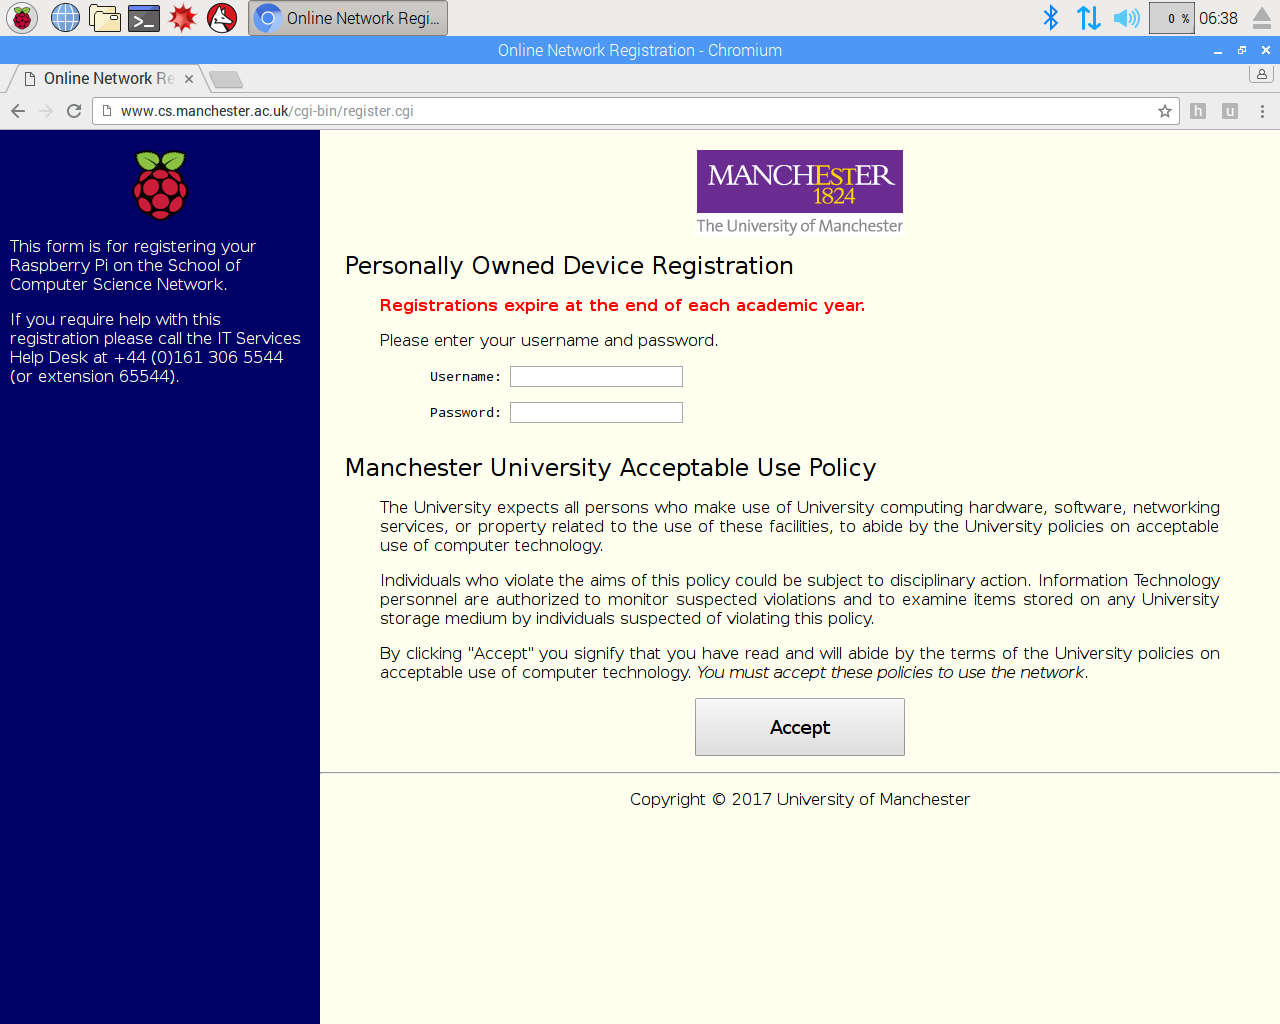 Online Network Regi...
0 %
06:38
Online Network Registration - Chromium
Online Network Re
www.cs.manchester.ac.uk/cgi-bin/register.cgi
h
u
This form is for registering your
Raspberry Pi on the School of
Computer Science Network.
If you require help with this
registration please call the IT Services
Help Desk at +44 (0)161 306 5544
(or extension 65544).
MANCHESTER
1824
The University of Manchester
Personally Owned Device Registration
Registrations expire at the end of each academic year.
Please enter your username and password.
Username:
Password:
Manchester University Acceptable Use Policy
The University expects all persons who make use of University computing hardware, software, networking
services, or property related to the use of these facilities, to abide by the University policies on acceptable
use of computer technology.
Individuals who violate the aims of this policy could be subject to disciplinary action. Information Technology
personnel are authorized to monitor suspected violations and to examine items stored on any University
storage medium by individuals suspected of violating this policy.
By clicking "Accept" you signify that you have read and will abide by the terms of the University policies on
acceptable use of computer technology. You must accept these policies to use the network.
Accept
Copyright © 2017 University of Manchester